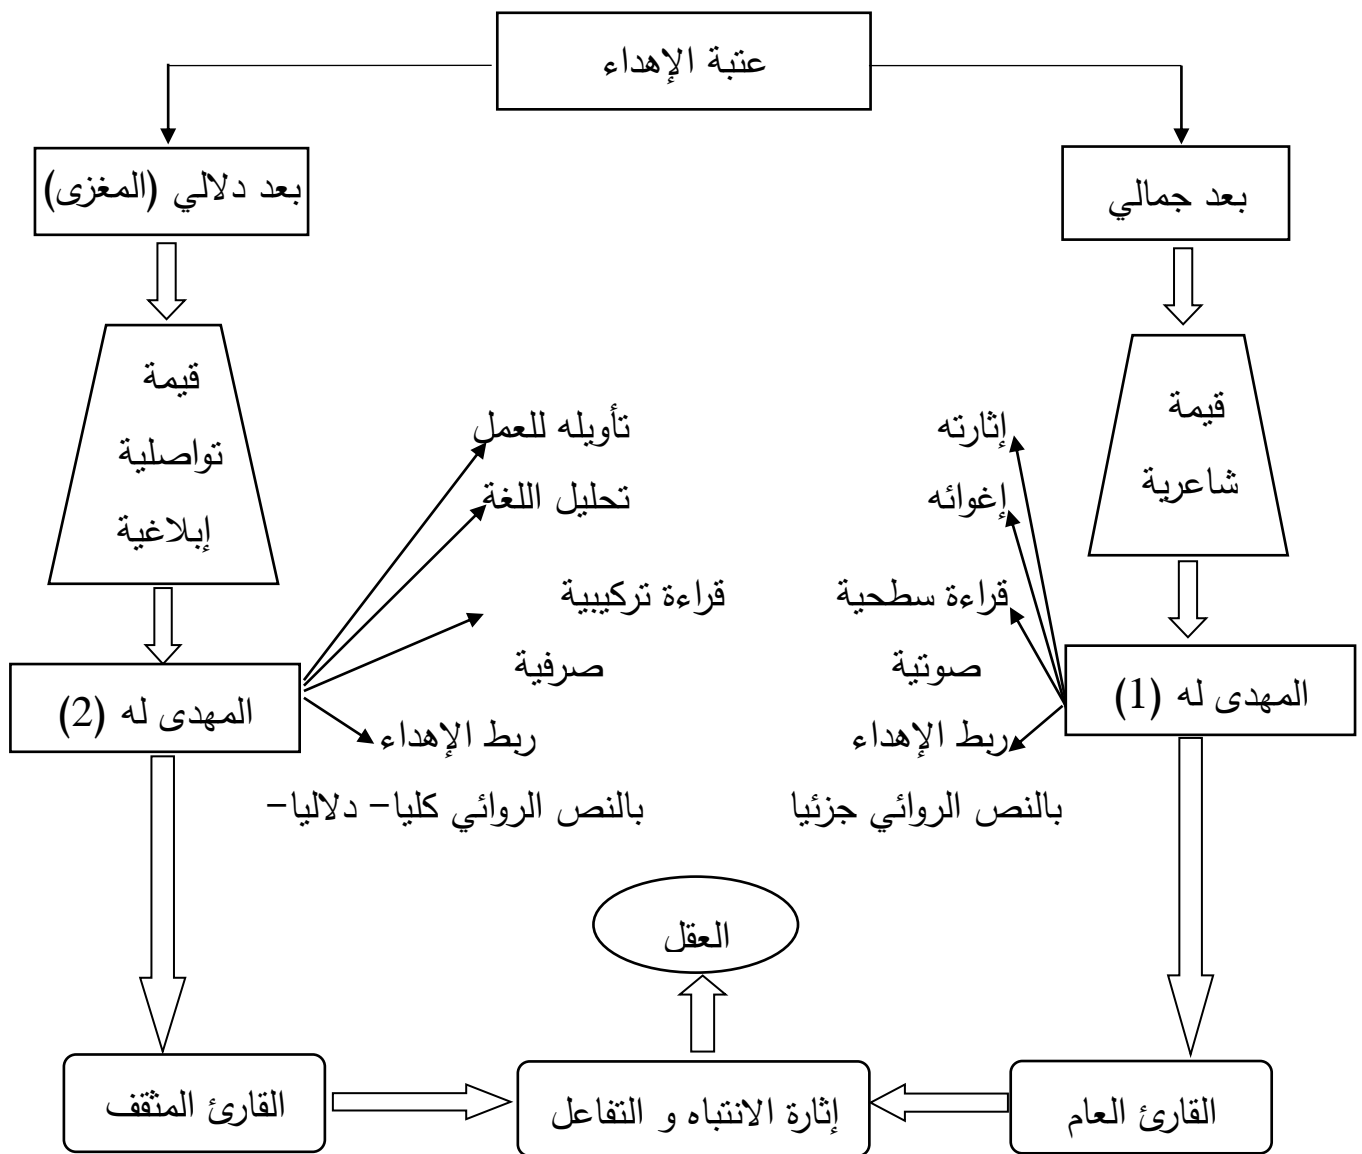 عتبة الإهداء
بعد جمالي
بعد دلالي (المغزى)
قيمة
شاعرية
قيمة
تواصلية
إبلاغية
إثارته
إغوائه
قراءة سطحية
صوتية
ربط الإهداء
بالنص الروائي جزئيا
تأويله للعمل
تحليل اللغة
قراءة تركيبية
صرفية
ربط الإهداء
بالنص الروائي كليا– دلاليا–
المهدى له (1)
المهدى له (2)
العقل
القارئ العام
إثارة الانتباه و التفاعل
القارئ المثقف